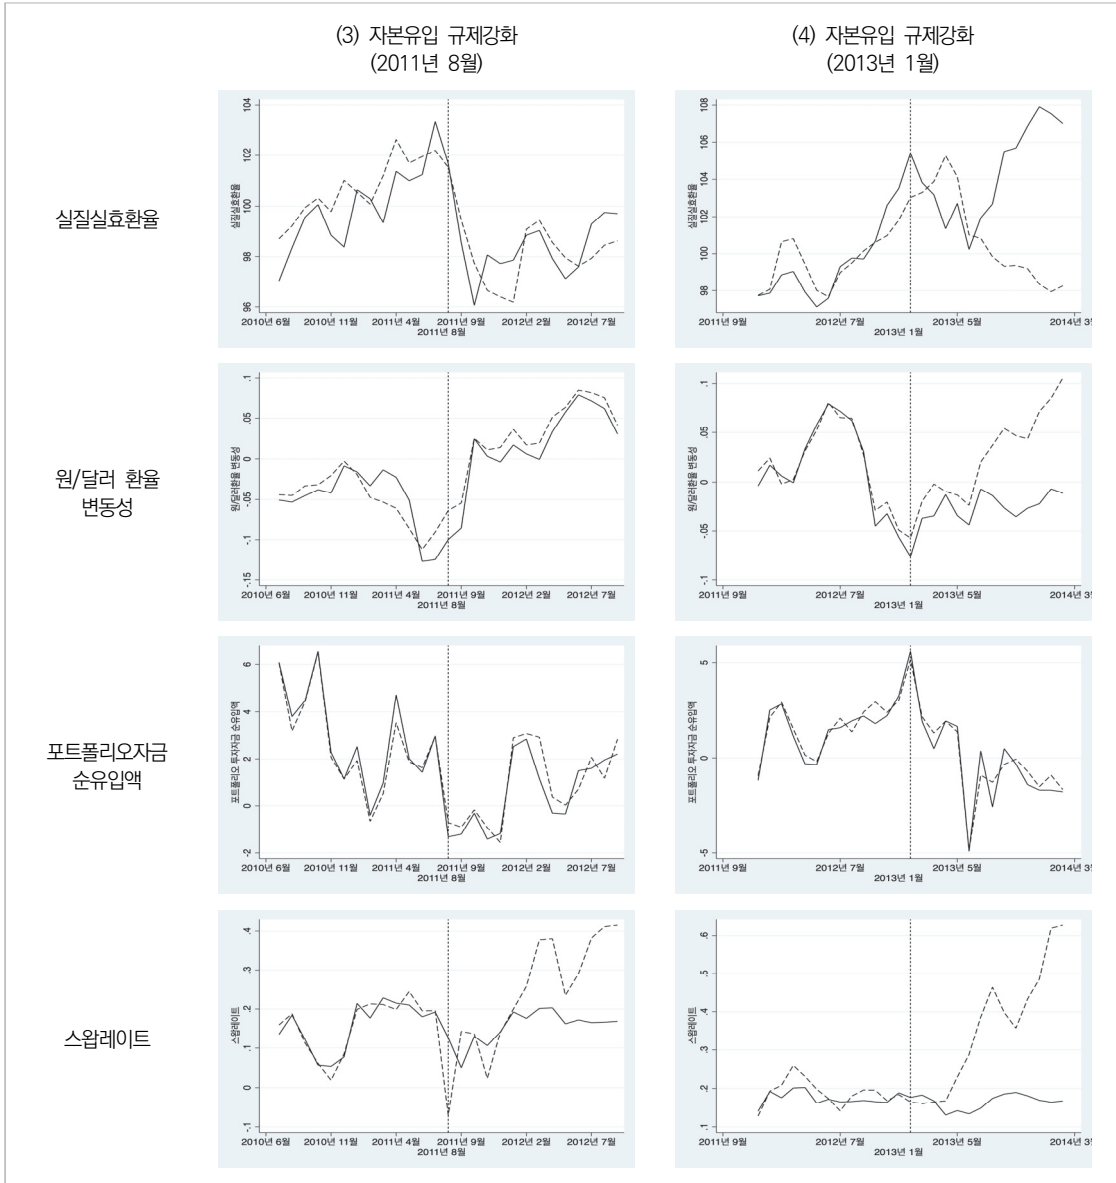 (3) 자본유입 규제강화
(2011년 8월)
(4) 자본유입 규제강화
(2013년 1월)
실질실효환율
실질실효환율
104
102
100
98
96
2010년 6월 2010년 11월 2011년 4월 2011년 9월 2012년 2월 2012년 7월
2011년 8월
실질실효환율
108
106
104
102
100
98
2011년 9월 2012년 7월 2013년 5월 2014년 3월
2013년 1월
원/달러 환율
변동성
원/달러환율 변동성
.1
.05
0
-.05
-.1
-.15
2010년 6월 2010년 11월 2011년 4월 2011년 9월 2012년 2월 2012년 7월
2011년 8월
원/달러환율 변동성
.1
.05
0
-.05
-.1
2011년 9월 2012년 7월 2013년 5월 2014년 3월
2013년 1월
포트폴리오자금
순유입액
포트폴리오 투자자금 순유입액
6
4
2
0
-2
2010년 6월 2010년 11월 2011년 4월 2011년 9월 2012년 2월 2012년 7월
2011년 8월
포트폴리오 투자자금 순유입액
5
0
-5
2011년 9월 2012년 7월 2013년 5월 2014년 3월
2013년 1월
스왑레이트
스왑레이트
.4
.3
.2
.1
0
-.1
2010년 6월 2010년 11월 2011년 4월 2011년 9월 2012년 2월 2012년 7월
2011년 8월
스왑레이트
.6
.5
.4
.3
.2
.1
2011년 9월 2012년 7월 2013년 5월 2014년 3월
2013년 1월